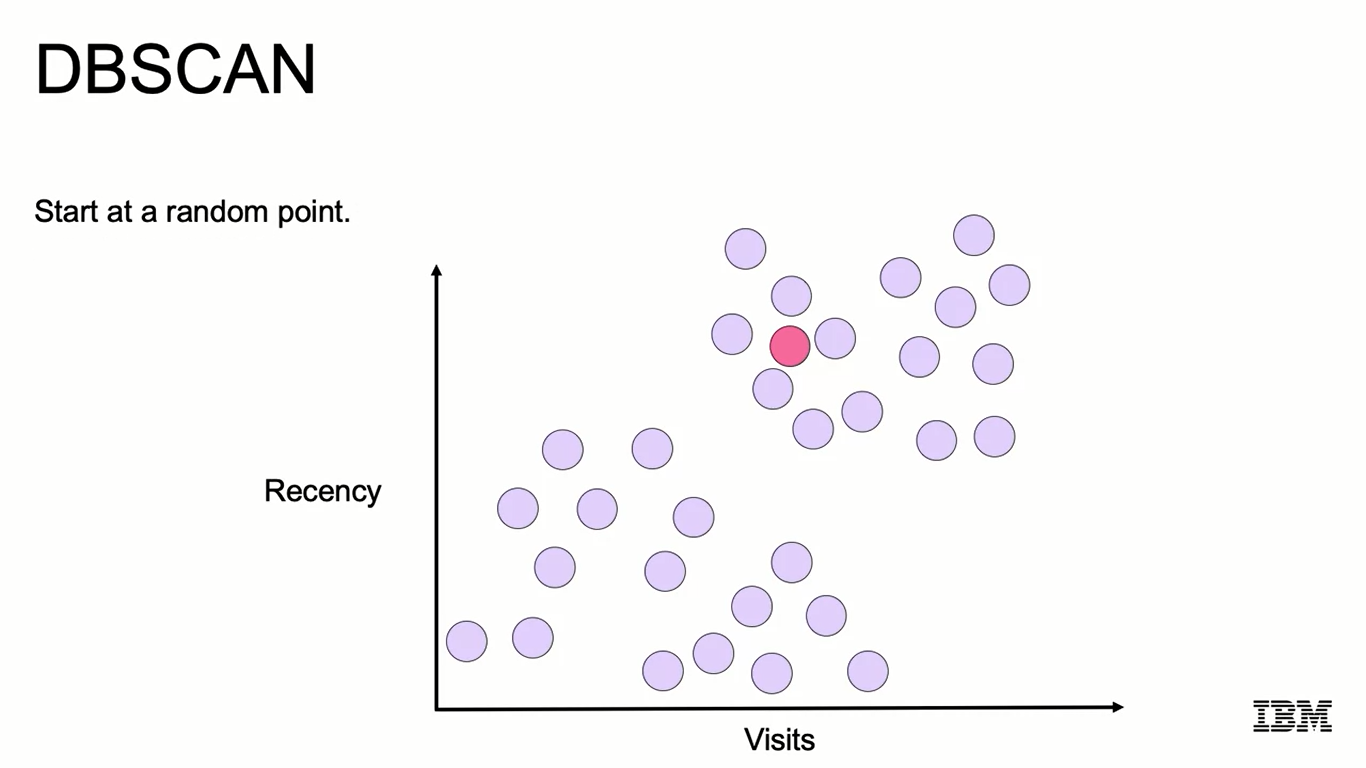 DBSCAN
Start at a random point.
Recency
Visits
IBM